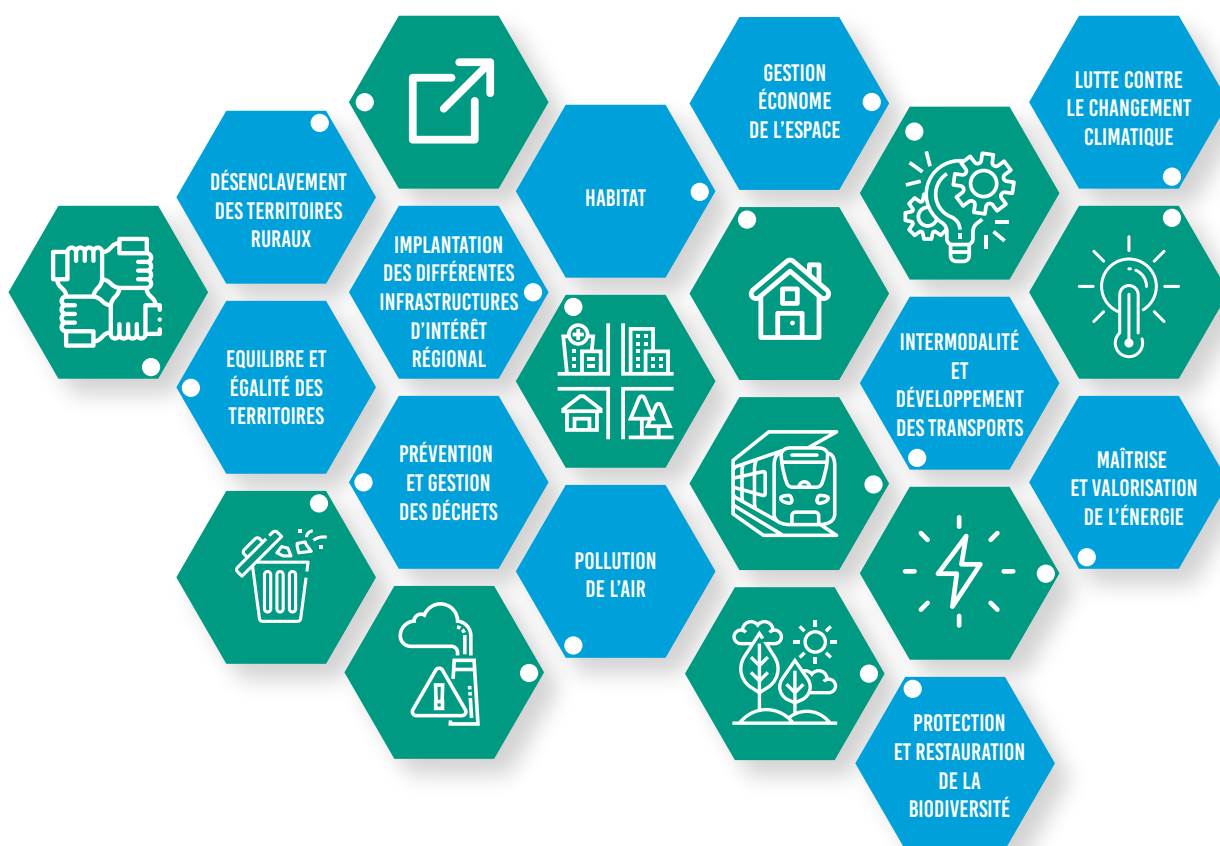 GESTION
ÉCONOME
DE L'ESPACE
LUTTE CONTRE
LE CHANGEMENT
CLIMATIQUE
DÉSENCLAVEMENT
DES TERRITOIRES
RURAUX
HABITAT
IMPLANTATION
DES DIFFÉRENTES
INFRASTRUCTURES
D'INTÉRÊT
RÉGIONAL
EQUILIBRE ET
ÉGALITÉ DES
TERRITOIRES
INTERMODALITÉ
ET
DÉVELOPPEMENT
DES TRANSPORTS
PRÉVENTION
ET GESTION
DES DÉCHETS
MAÎTRISE
ET VALORISATION
DE L'ÉNERGIE
POLLUTION
DE L'AIR
PROTECTION
ET RESTAURATION
DE LA
BIODIVERSITÉ